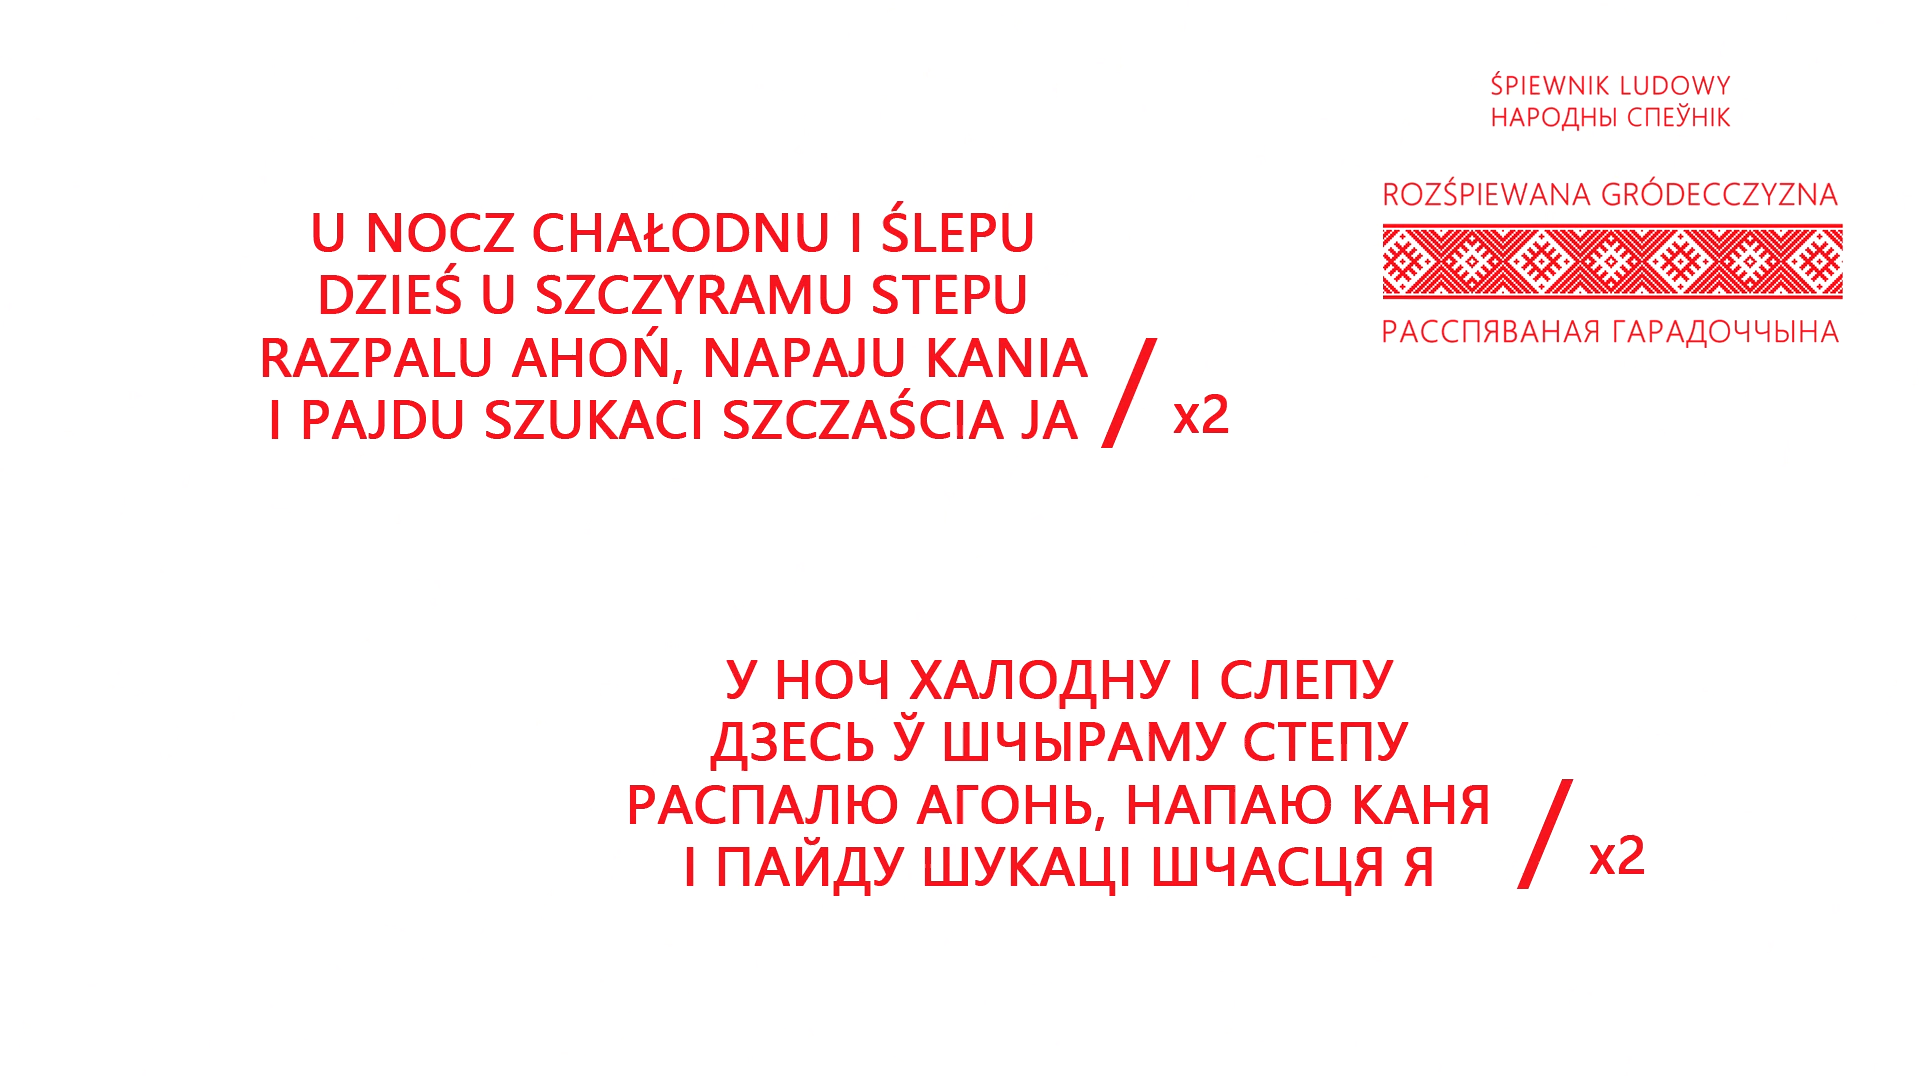 ŚPIEWNIK LUDOWY
НАРОДНЫ СПЕЎНІК
ROZŚPIEWANA GRÓDECCZYZNA
РАССПЯВАНАЯ ГАРАДОЧЧЫНА
U NOCZ CHAŁODNU I ŚLEPU
DZIEŚ U SZCZYRAMU STEPU
RAZPALU AHOŃ, NAPAJU KANIA
I PAJDU SZUKACI SZCZAŚCIA JA / x2
У НОЧ ХАЛОДНУ І СЛЕПУ
ДЗЕСЬ Ў ШЧЫРАМУ СТЕПУ
РАСПАЛЮ АГОНЬ, НАПАЮ КАНЯ
І ПАЙДУ ШУКАЦІ ШЧАСЦЯ Я / x2